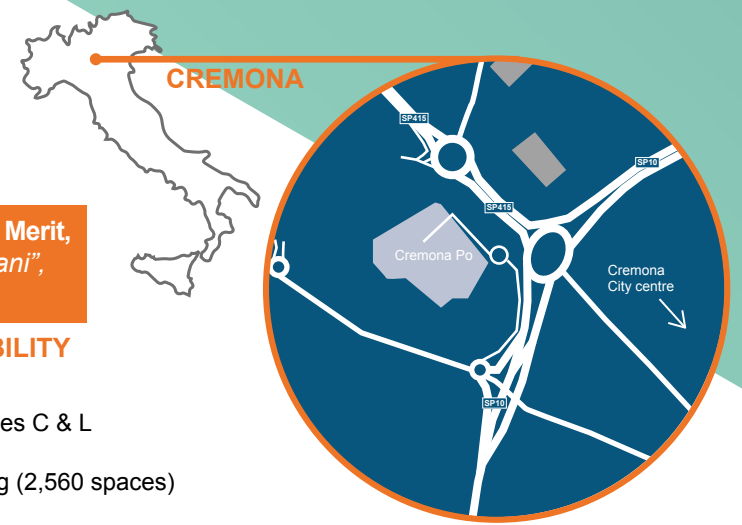 CREMONA
SP415
SP10
SP415
Merit,
ani”,
Cremona Po
Cremona
City centre
BILITY
SP10
es C & L
g (2,560 spaces)